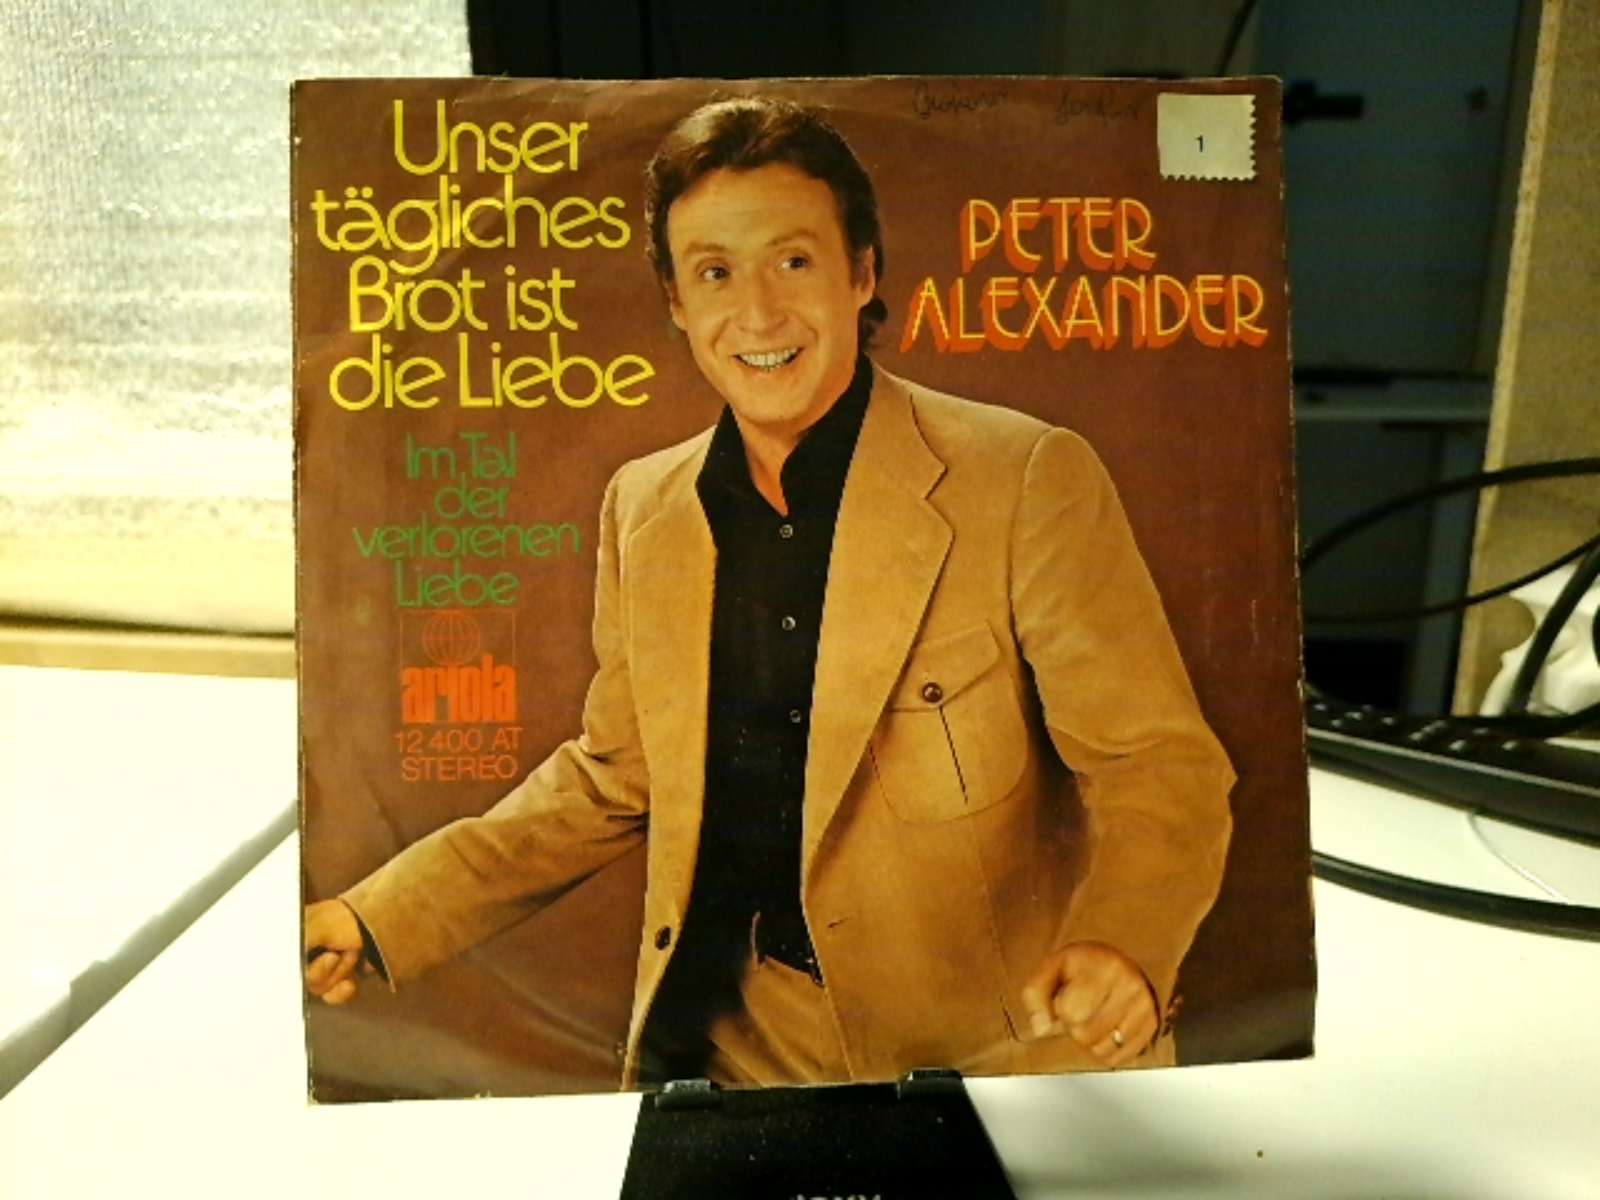 Unser
tägliches
Brot ist
die Liebe
Im Tal
der
verlorenen
Liebe
ariola
12 400 AT
STEREO
1
PETER
ALEXANDER